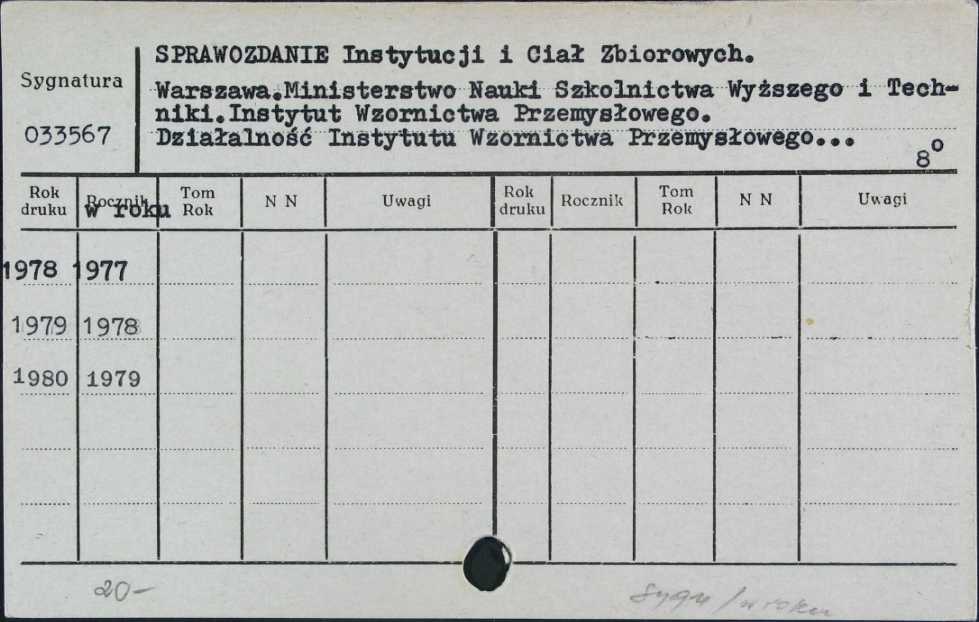 SPRAWOZDANIE Instytucji i Ciał Zbiorowych.
Sygnatura
Warszawa.Ministerstwo Nauki Szkolnictwa Wyższego i Tech-
niki.Instytut Wzornictwa Przemysłowego.
033567
Działalność Instytutu Wzornictwa Przemysłowego...
8o
Rok druku Rocznik Tom Rok N N Uwagi Rok druku Rocznik Tom Rok N N Uwagi
w roku
1978 1977
1979 1978
1980 1979
20-
sygn / w roku